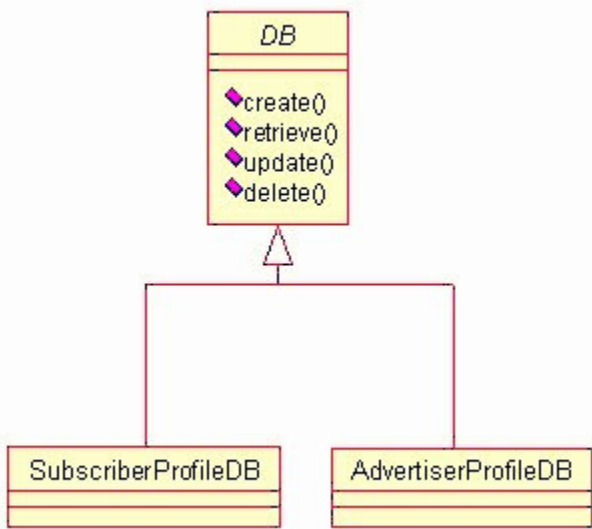 DB
create()
retrieve()
update()
delete()
SubscriberProfileDB
AdvertiserProfileDB